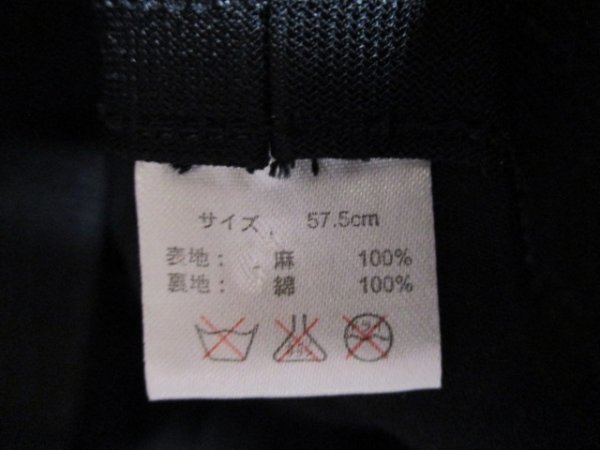 サイズ. 57.5cm
表地： 麻 100%
裏地： 綿 100%